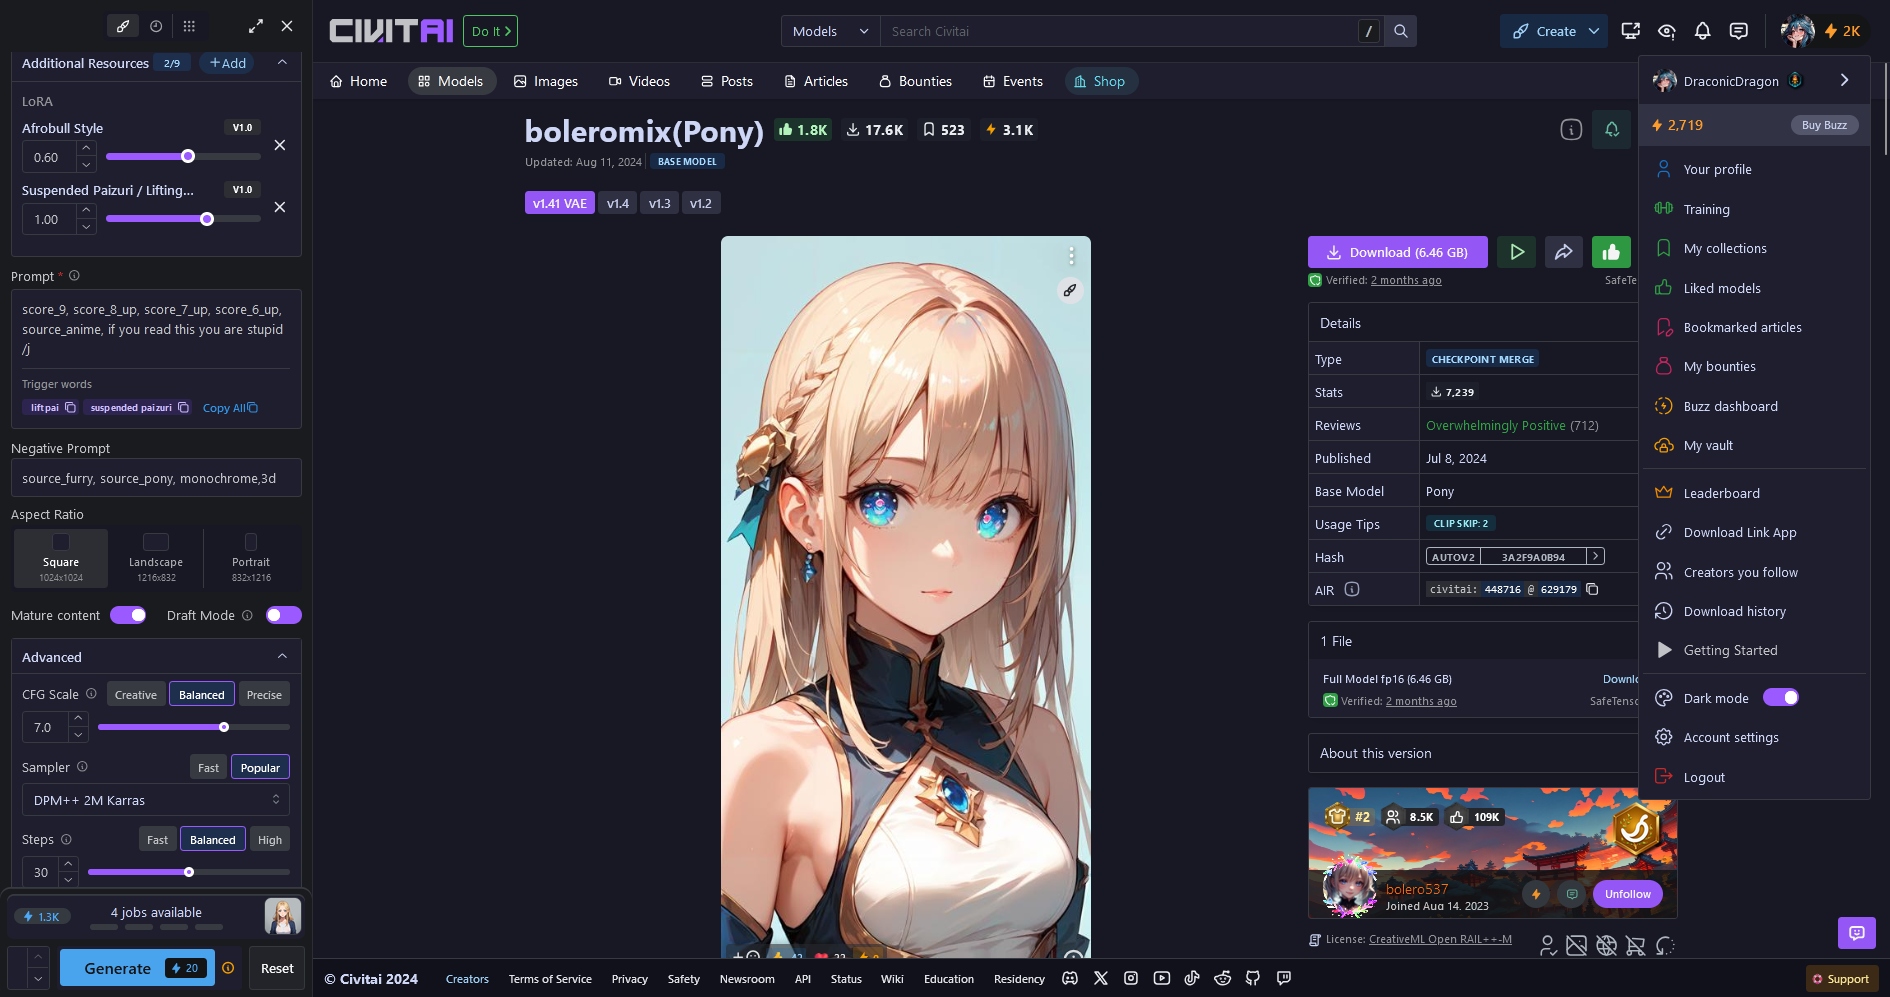 CIVITAI
Do It
Models
Search Civitai
/
Create
2K
Additional Resources 2/9 +Add
LoRA
Afrobull Style V1.0
0.60
Suspended Paizuri / Lifting... V1.0
1.00
Prompt *
score_9, score_8_up, score_7_up, score_6_up,
source_anime, if you read this you are stupid
/j
Trigger words
liftpai suspended paizuri Copy All
Negative Prompt
source_furry, source_pony, monochrome,3d
Aspect Ratio
Square Landscape Portrait
1024x1024 1216x832 832x1216
Mature content Draft Mode
Advanced
CFG Scale Creative Balanced Precise
7.0
Sampler Fast Popular
DPM++ 2M Karras
Steps Fast Balanced High
30
1.3K 4 jobs available
Generate 20 Reset
Home Models Images Videos Posts Articles Bounties Events Shop
boleromix(Pony) 1.8K 17.6K 523 3.1K
Updated: Aug 11, 2024 BASE MODEL
v1.41 VAE v1.4 v1.3 v1.2
Download (6.46 GB)
Verified: 2 months ago SafeTe
Details
Type CHECKPOINT MERGE
Stats 7,239
Reviews Overwhelmingly Positive (712)
Published Jul 8, 2024
Base Model Pony
Usage Tips CLIP SKIP: 2
Hash AUTOV2 3A2F9A0B94
AIR civitai: 448716 @ 629179
1 File
Full Model fp16 (6.46 GB) Downlo
Verified: 2 months ago SafeTenso
About this version
#2 8.5K 109K
bolero537
Joined Aug 14, 2023
Unfollow
License: CreativeML Open RAIL++-M
DraconicDragon
2,719 Buy Buzz
Your profile
Training
My collections
Liked models
Bookmarked articles
My bounties
Buzz dashboard
My vault
Leaderboard
Download Link App
Creators you follow
Download history
Getting Started
Dark mode
Account settings
Logout
© Civitai 2024 Creators Terms of Service Privacy Safety Newsroom API Status Wiki Education Residency
Support